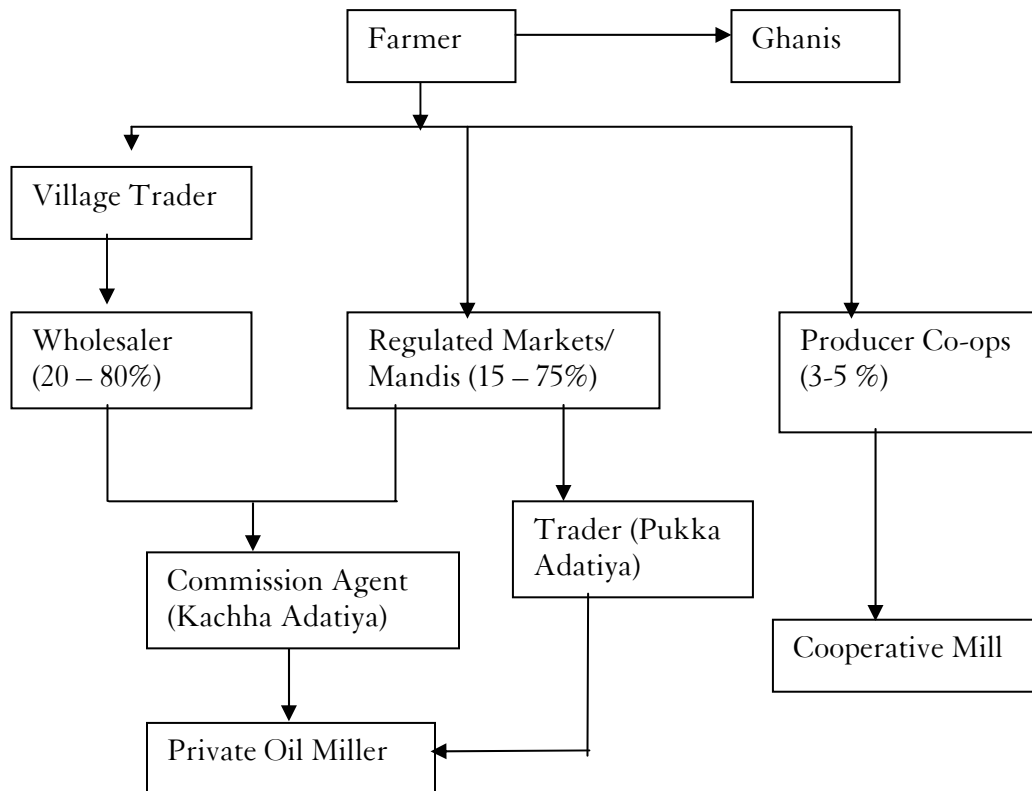 Farmer
Ghanis
Village Trader
Wholesaler
(20 – 80%)
Regulated Markets/
Mandis (15 – 75%)
Producer Co-ops
(3-5 %)
Trader (Pukka
Adatiya)
Commission Agent
(Kachha Adatiya)
Cooperative Mill
Private Oil Miller